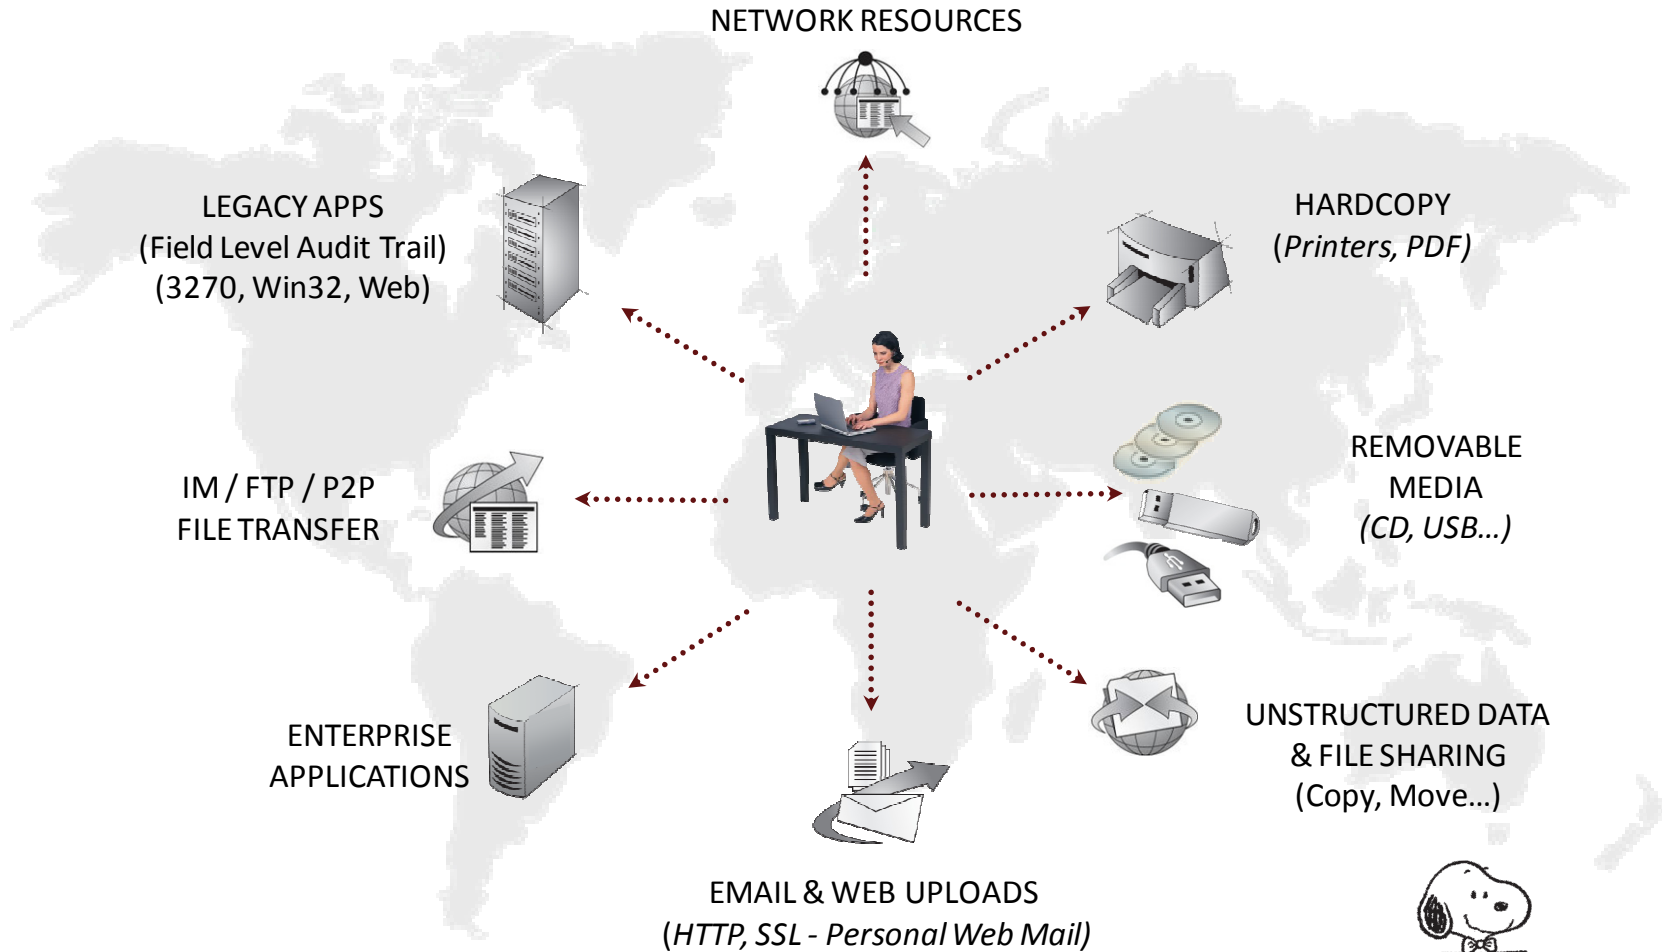 NETWORK RESOURCES
LEGACY APPS
(Field Level Audit Trail)
(3270, Win32, Web)
HARDCOPY
(Printers, PDF)
IM / FTP / P2P
FILE TRANSFER
REMOVABLE
MEDIA
(CD, USB...)
ENTERPRISE
APPLICATIONS
UNSTRUCTURED DATA
& FILE SHARING
(Copy, Move...)
EMAIL & WEB UPLOADS
(HTTP, SSL - Personal Web Mail)